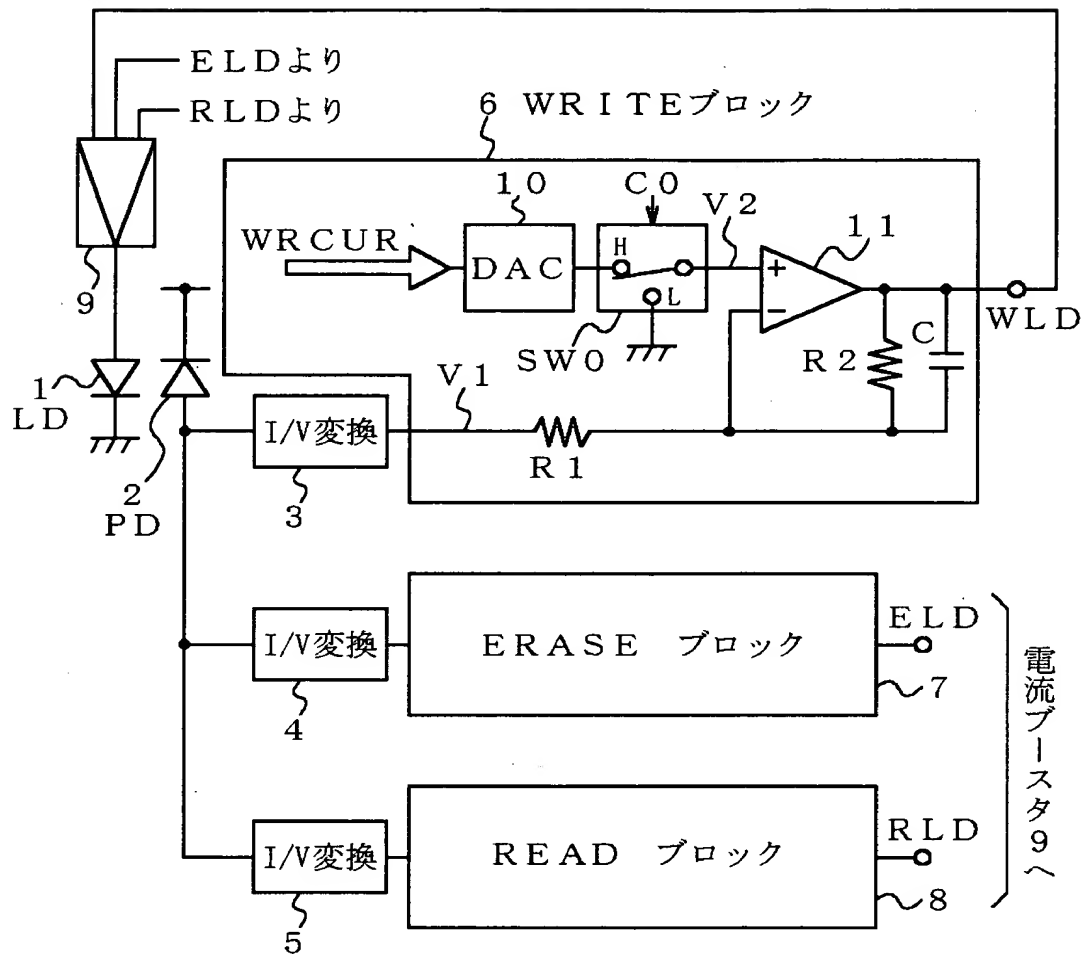 ELDより
RLDより
9
6 WRITEブロック
WRCUR
10
DAC
C0
H
L
SW0
V2
+
−
11
R2
C
WLD
1
LD
2
PD
I/V変換
3
V1
R1
I/V変換
4
ERASE ブロック
7
ELD
I/V変換
5
READ ブロック
8
RLD
電流ブースタ9へ